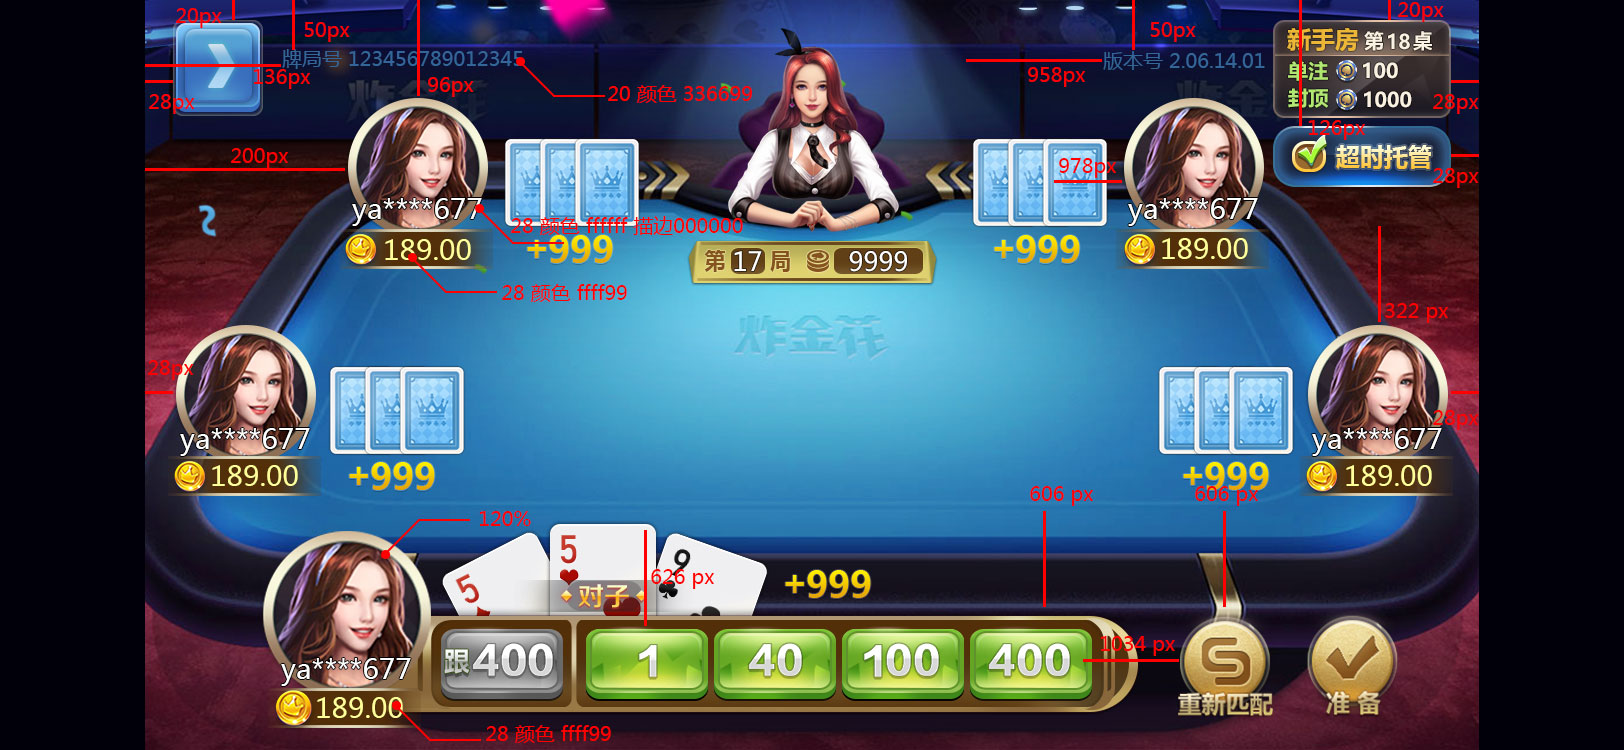 20px
50px
50px
20px
新手房 第18桌
牌局号 123456789012345
版本号 2.06.14.01
136px
958px
单注 100
96px
28px
20 颜色 336699
封顶 1000
28px
炸金花
炸金花
126px
200px
超时托管
978px
28px
ya****677
28 颜色 ffffff 描边000000
ya****677
189.00
+999
第 17 局 9999
+999
189.00
28 颜色 ffff99
322 px
炸金花
28px
28px
ya****677
ya****677
189.00
+999
+999
189.00
606 px
606 px
120%
5
5
9
626 px
+999
对子
跟400
1
40
100
400
1034 px
ya****677
重新匹配
准备
189.00
28 颜色 ffff99